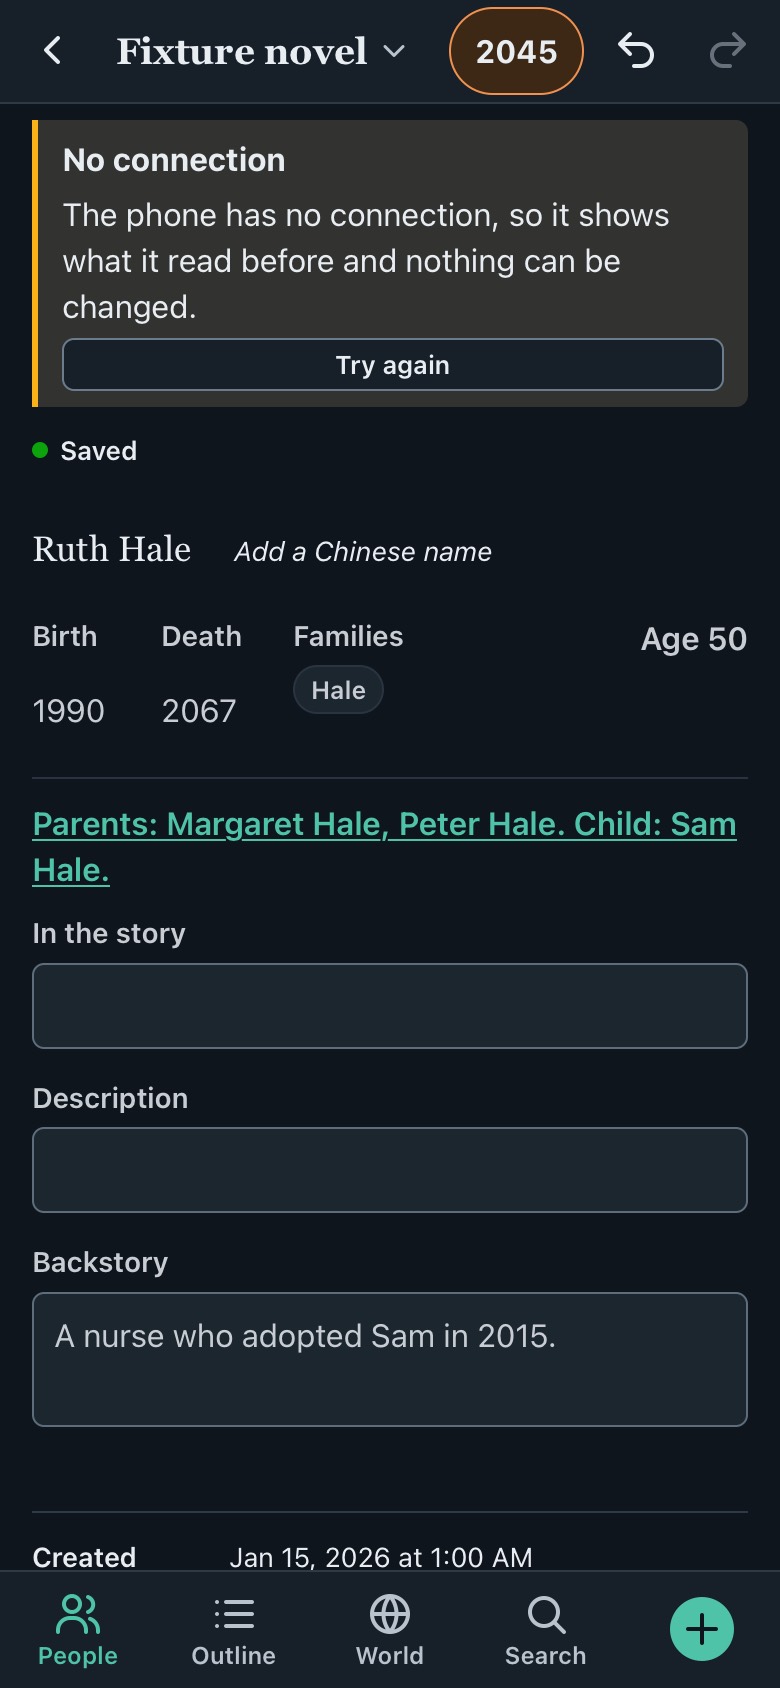 Fixture novel
2045
No connection
The phone has no connection, so it shows
what it read before and nothing can be
changed.
Try again
Saved
Ruth Hale
Add a Chinese name
Birth
Death
Families
Age 50
Hale
1990
2067
Parents: Margaret Hale, Peter Hale. Child: Sam
Hale.
In the story
Description
Backstory
A nurse who adopted Sam in 2015.
Created
Jan 15, 2026 at 1:00 AM
People
Outline
World
Search